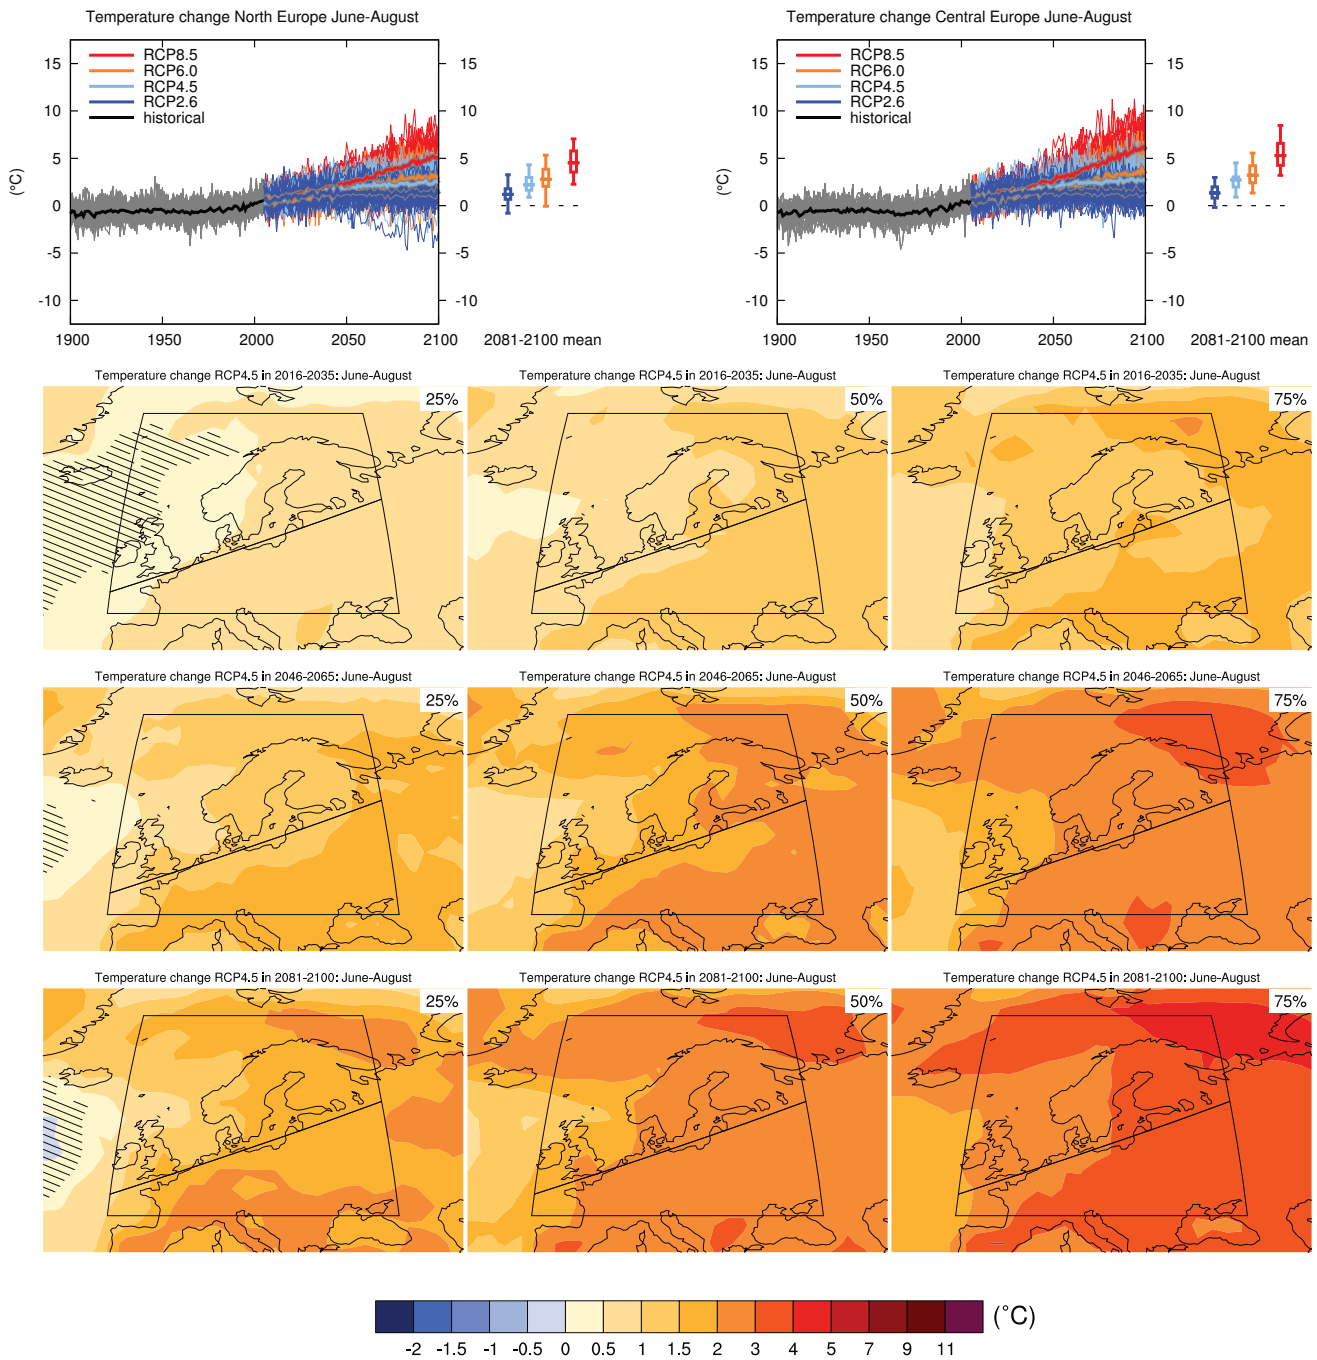 Temperature change North Europe June-August
Temperature change Central Europe June-August
15
10
5
0
-5
-10
(°C)
RCP8.5
RCP6.0
RCP4.5
RCP2.6
historical
15
10
5
0
-5
-10
1900 1950 2000 2050 2100 2081-2100 mean
15
10
5
0
-5
-10
(°C)
RCP8.5
RCP6.0
RCP4.5
RCP2.6
historical
15
10
5
0
-5
-10
1900 1950 2000 2050 2100 2081-2100 mean
Temperature change RCP4.5 in 2016-2035: June-August
25%
Temperature change RCP4.5 in 2016-2035: June-August
50%
Temperature change RCP4.5 in 2016-2035: June-August
75%
Temperature change RCP4.5 in 2046-2065: June-August
25%
Temperature change RCP4.5 in 2046-2065: June-August
50%
Temperature change RCP4.5 in 2046-2065: June-August
75%
Temperature change RCP4.5 in 2081-2100: June-August
25%
Temperature change RCP4.5 in 2081-2100: June-August
50%
Temperature change RCP4.5 in 2081-2100: June-August
75%
(°C)
-2 -1.5 -1 -0.5 0 0.5 1 1.5 2 3 4 5 7 9 11